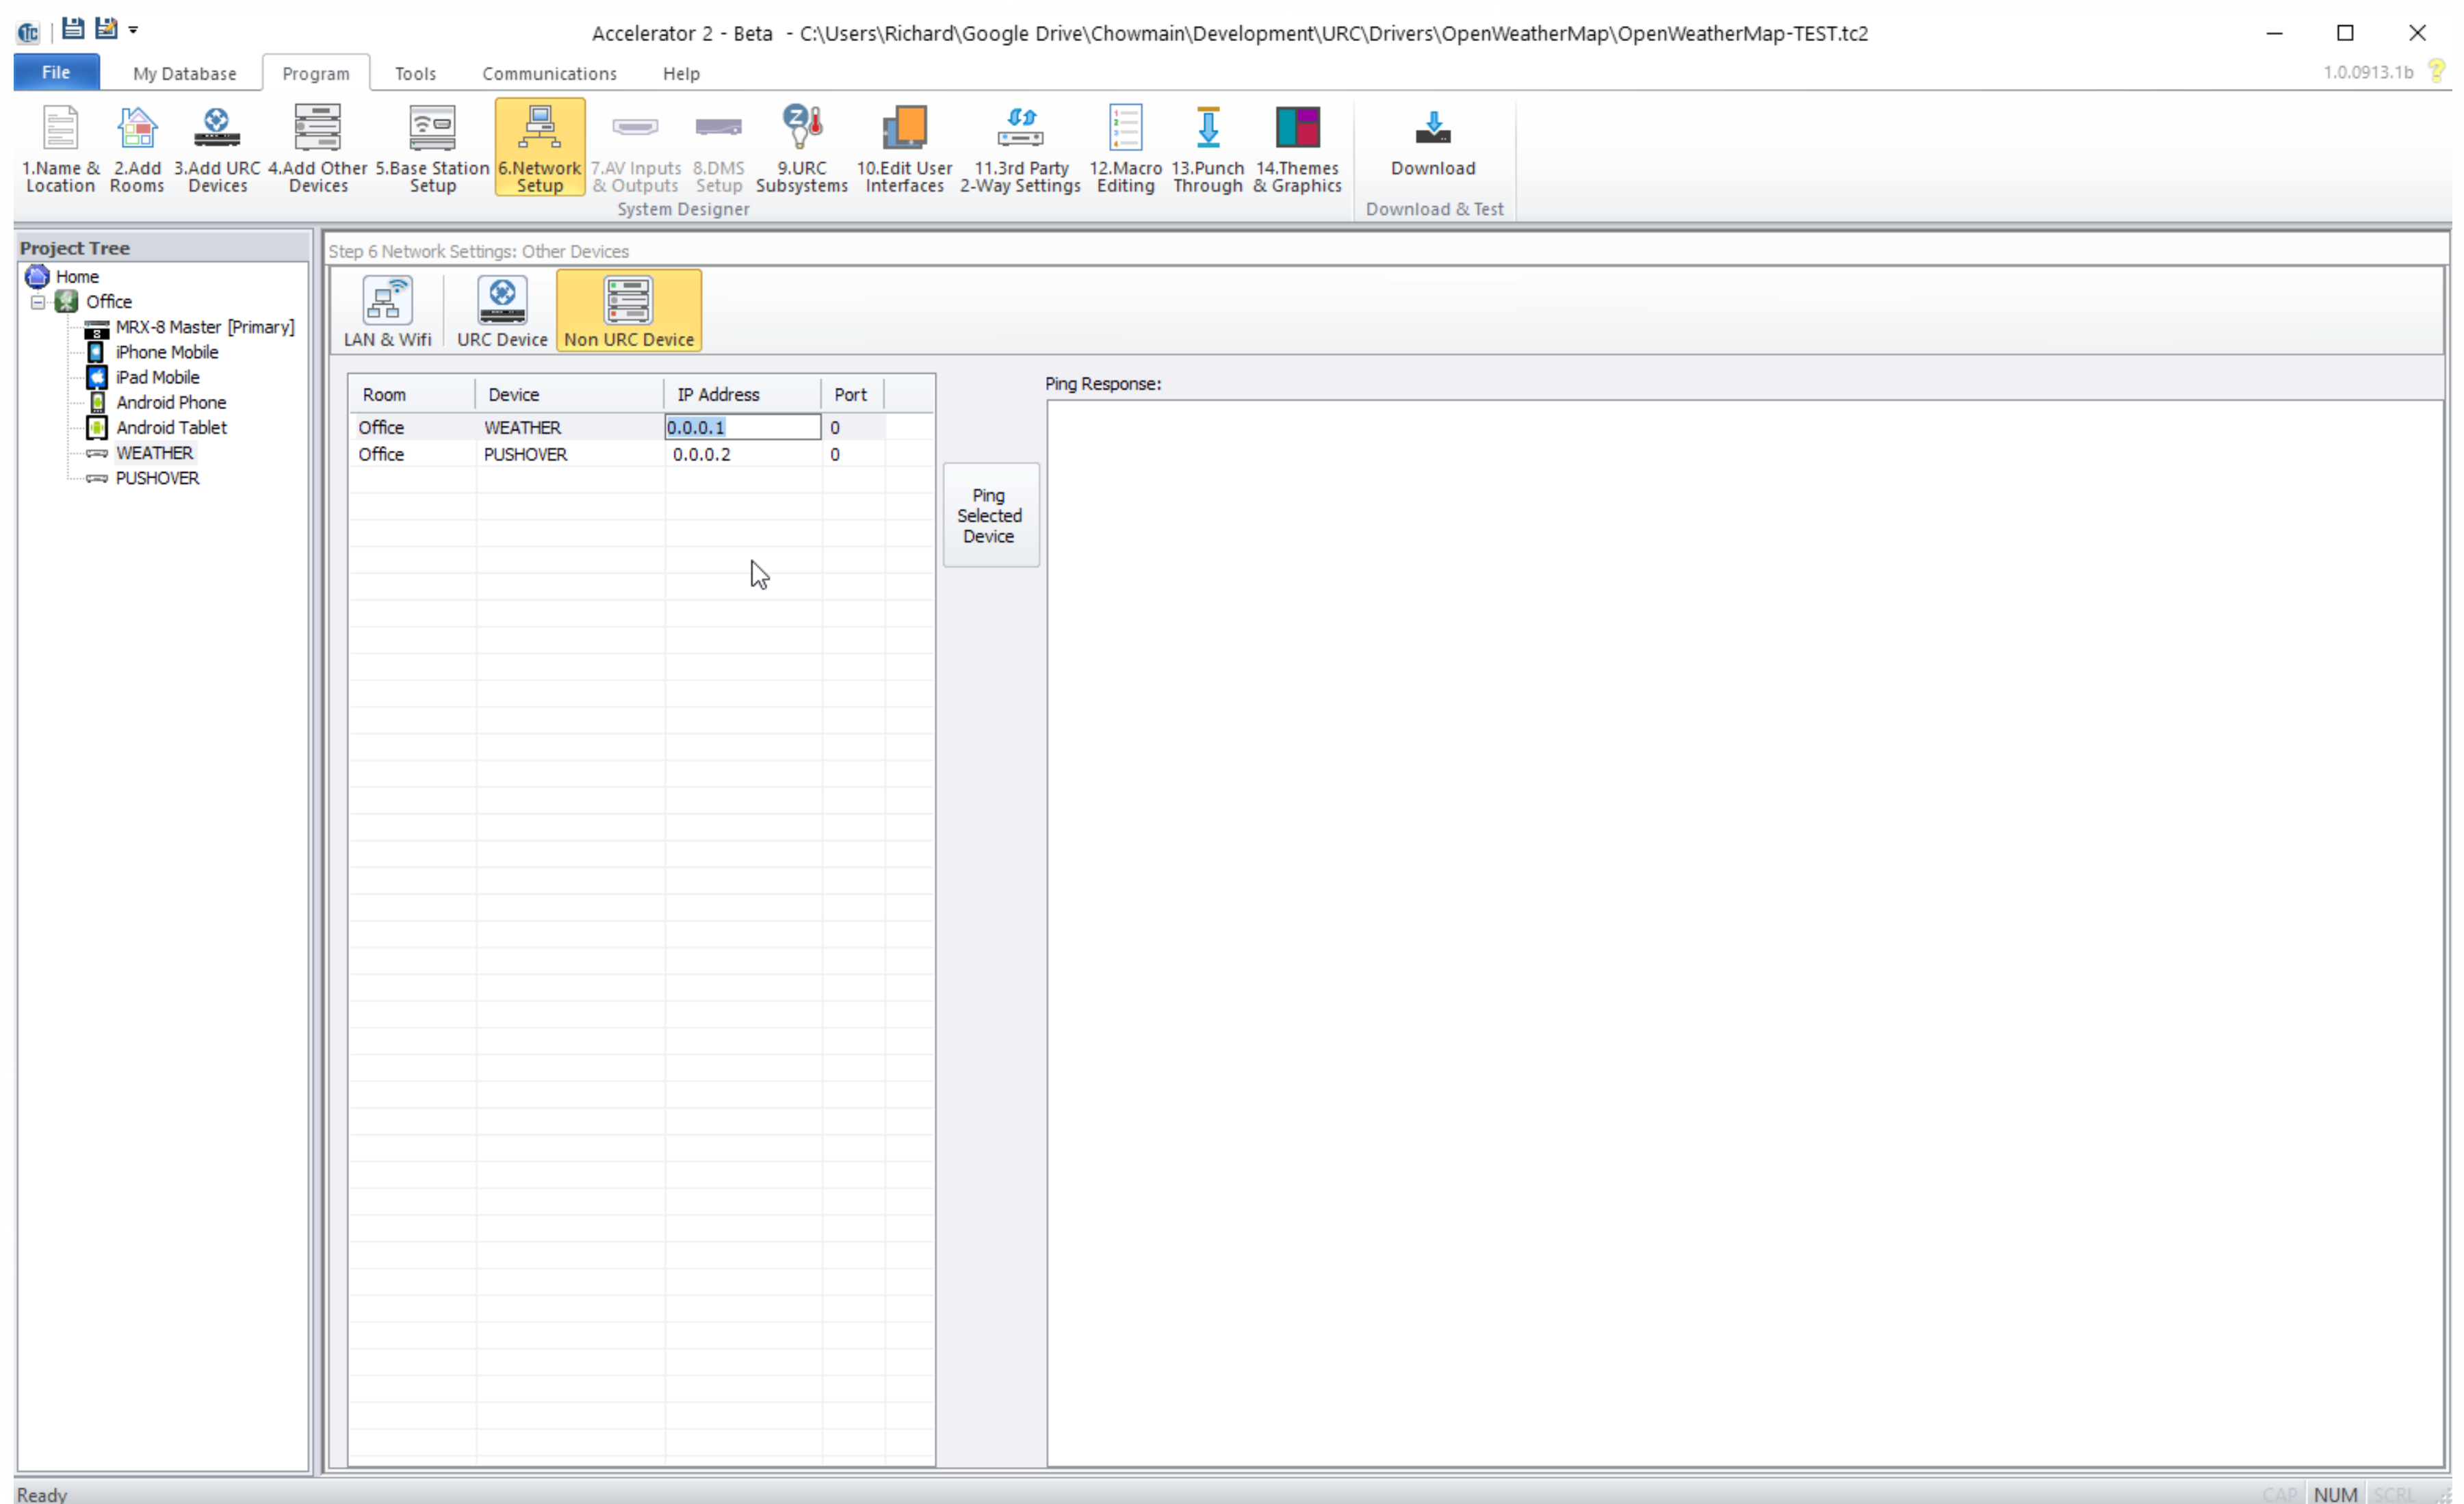 Accelerator 2 - Beta - C:\Users\Richard\Google Drive\Chowmain\Development\URC\Drivers\OpenWeatherMap\OpenWeatherMap-TEST.tc2
File My Database Program Tools Communications Help 1.0.0913.1b
1.Name & Location
2.Add Rooms
3.Add URC Devices
4.Add Other Devices
5.Base Station Setup
6.Network Setup
7.AV Inputs & Outputs
8.DMS Setup
9.URC Subsystems
10.Edit User Interfaces
11.3rd Party 2-Way Settings
12.Macro Editing
13.Punch Through
14.Themes & Graphics
Download
System Designer
Download & Test
Project Tree
Home
Office
MRX-8 Master [Primary]
iPhone Mobile
iPad Mobile
Android Phone
Android Tablet
WEATHER
PUSHOVER
Step 6 Network Settings: Other Devices
LAN & Wifi URC Device Non URC Device
Room Device IP Address Port
Office WEATHER 0.0.0.1 0
Office PUSHOVER 0.0.0.2 0
Ping
Selected
Device
Ping Response:
Ready
CAP NUM SCRL